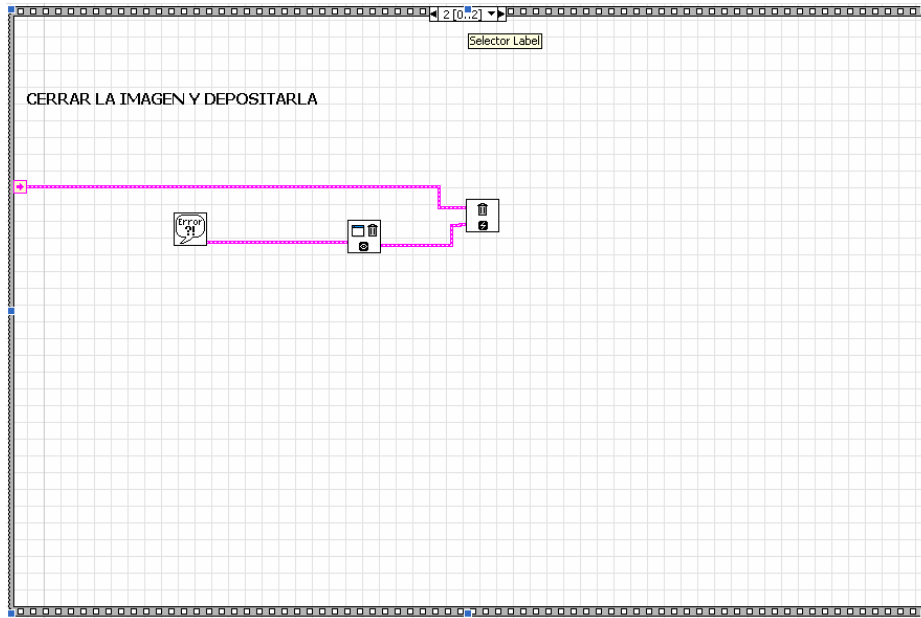 2 [0..2]
Selector Label
CERRAR LA IMAGEN Y DEPOSITARLA
Error
?!